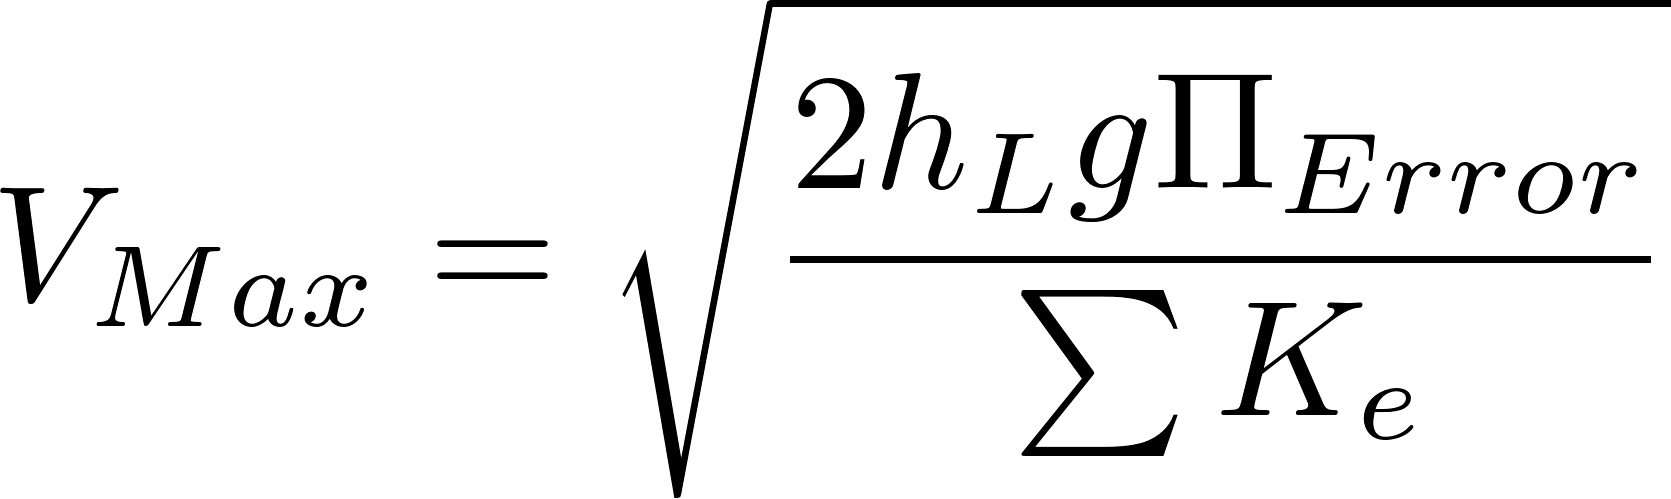 V_{Max} = \sqrt{\frac{2h_L g\Pi_{Error}}{\sum K_e}}